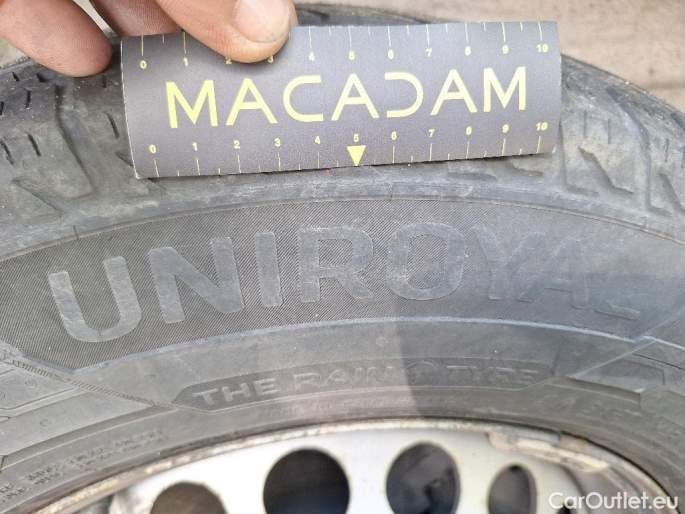 0 1 2 3 4 5 6 7 8 9 10
MACADAM
0 1 2 3 4 5 6 7 8 9 10
UNIROYAL
THE RAIN TYRE
CarOutlet.eu